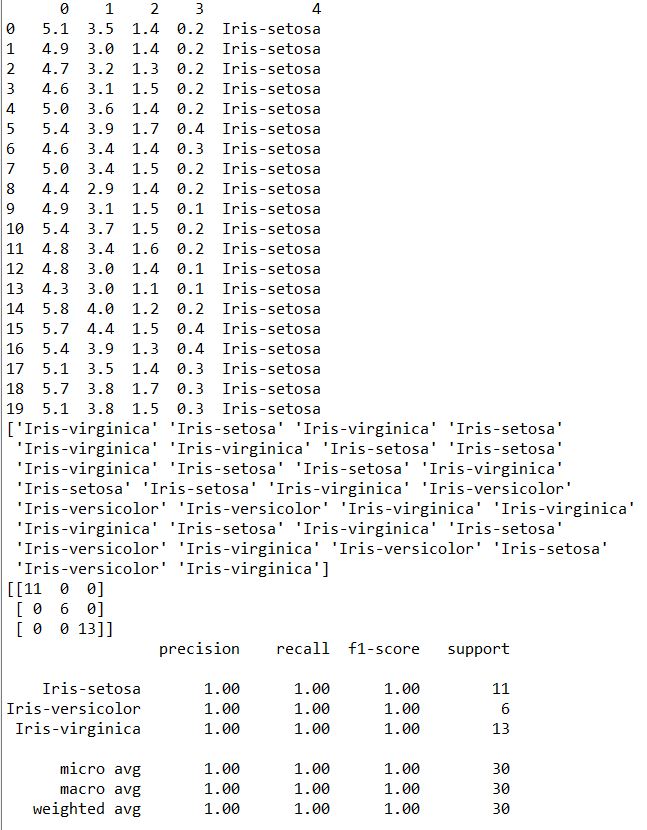 0 1 2 3 4
0 5.1 3.5 1.4 0.2 Iris-setosa
1 4.9 3.0 1.4 0.2 Iris-setosa
2 4.7 3.2 1.3 0.2 Iris-setosa
3 4.6 3.1 1.5 0.2 Iris-setosa
4 5.0 3.6 1.4 0.2 Iris-setosa
5 5.4 3.9 1.7 0.4 Iris-setosa
6 4.6 3.4 1.4 0.3 Iris-setosa
7 5.0 3.4 1.5 0.2 Iris-setosa
8 4.4 2.9 1.4 0.2 Iris-setosa
9 4.9 3.1 1.5 0.1 Iris-setosa
10 5.4 3.7 1.5 0.2 Iris-setosa
11 4.8 3.4 1.6 0.2 Iris-setosa
12 4.8 3.0 1.4 0.1 Iris-setosa
13 4.3 3.0 1.1 0.1 Iris-setosa
14 5.8 4.0 1.2 0.2 Iris-setosa
15 5.7 4.4 1.5 0.4 Iris-setosa
16 5.4 3.9 1.3 0.4 Iris-setosa
17 5.1 3.5 1.4 0.3 Iris-setosa
18 5.7 3.8 1.7 0.3 Iris-setosa
19 5.1 3.8 1.5 0.3 Iris-setosa
['Iris-virginica' 'Iris-setosa' 'Iris-virginica' 'Iris-setosa'
'Iris-virginica' 'Iris-virginica' 'Iris-setosa' 'Iris-setosa'
'Iris-virginica' 'Iris-setosa' 'Iris-setosa' 'Iris-virginica'
'Iris-setosa' 'Iris-setosa' 'Iris-virginica' 'Iris-versicolor'
'Iris-versicolor' 'Iris-versicolor' 'Iris-virginica' 'Iris-virginica'
'Iris-virginica' 'Iris-setosa' 'Iris-virginica' 'Iris-setosa'
'Iris-versicolor' 'Iris-virginica' 'Iris-versicolor' 'Iris-setosa'
'Iris-versicolor' 'Iris-virginica']
[[11 0 0]
[ 0 6 0]
[ 0 0 13]]
precision recall f1-score support
Iris-setosa 1.00 1.00 1.00 11
Iris-versicolor 1.00 1.00 1.00 6
Iris-virginica 1.00 1.00 1.00 13
micro avg 1.00 1.00 1.00 30
macro avg 1.00 1.00 1.00 30
weighted avg 1.00 1.00 1.00 30